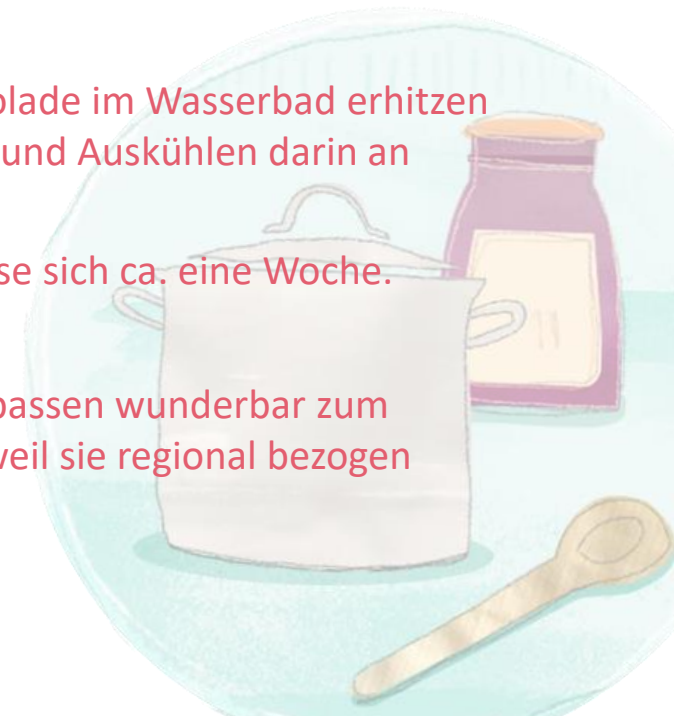 olade im Wasserbad erhitzen
und Auskühlen darin an
se sich ca. eine Woche.
passen wunderbar zum
weil sie regional bezogen